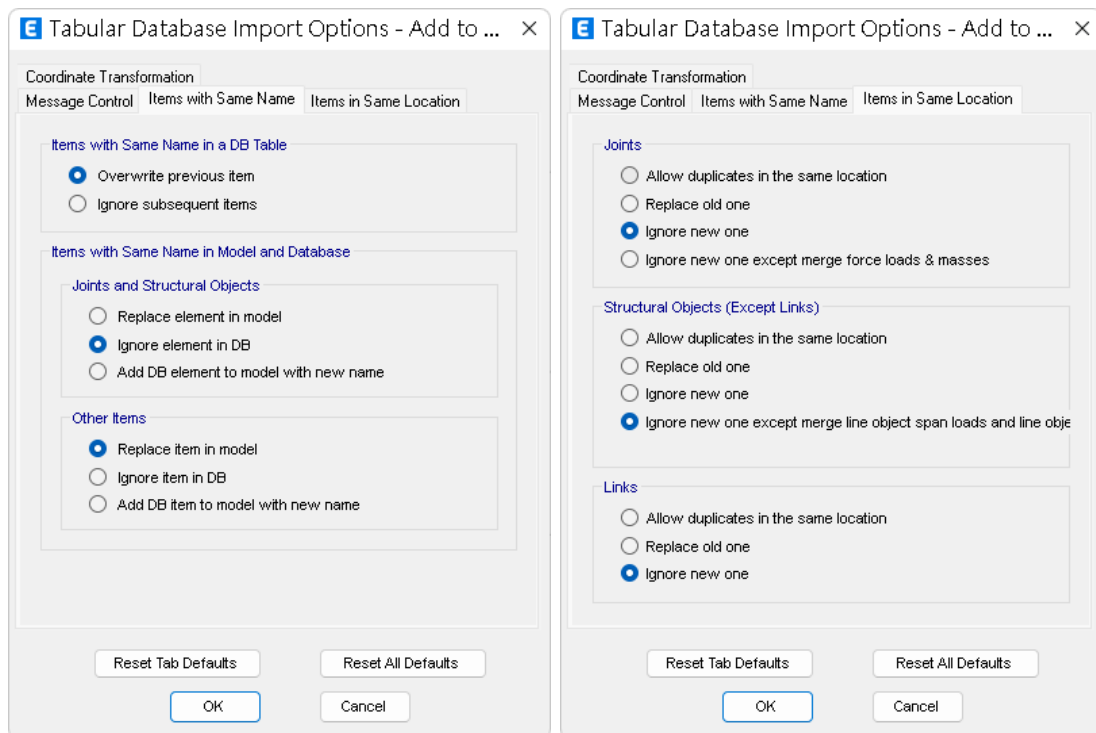 E Tabular Database Import Options - Add to ...
Coordinate Transformation
Message Control Items with Same Name Items in Same Location
Items with Same Name in a DB Table
Overwrite previous item
Ignore subsequent items
Items with Same Name in Model and Database
Joints and Structural Objects
Replace element in model
Ignore element in DB
Add DB element to model with new name
Other Items
Replace item in model
Ignore item in DB
Add DB item to model with new name
Reset Tab Defaults Reset All Defaults
OK Cancel
E Tabular Database Import Options - Add to ...
Coordinate Transformation
Message Control Items with Same Name Items in Same Location
Joints
Allow duplicates in the same location
Replace old one
Ignore new one
Ignore new one except merge force loads & masses
Structural Objects (Except Links)
Allow duplicates in the same location
Replace old one
Ignore new one
Ignore new one except merge line object span loads and line obje
Links
Allow duplicates in the same location
Replace old one
Ignore new one
Reset Tab Defaults Reset All Defaults
OK Cancel